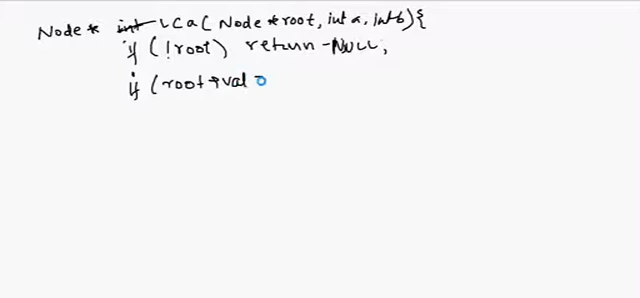 Node * int LCa( Node *root, int a, int b){
if (!root) return NULL;
if (root→val